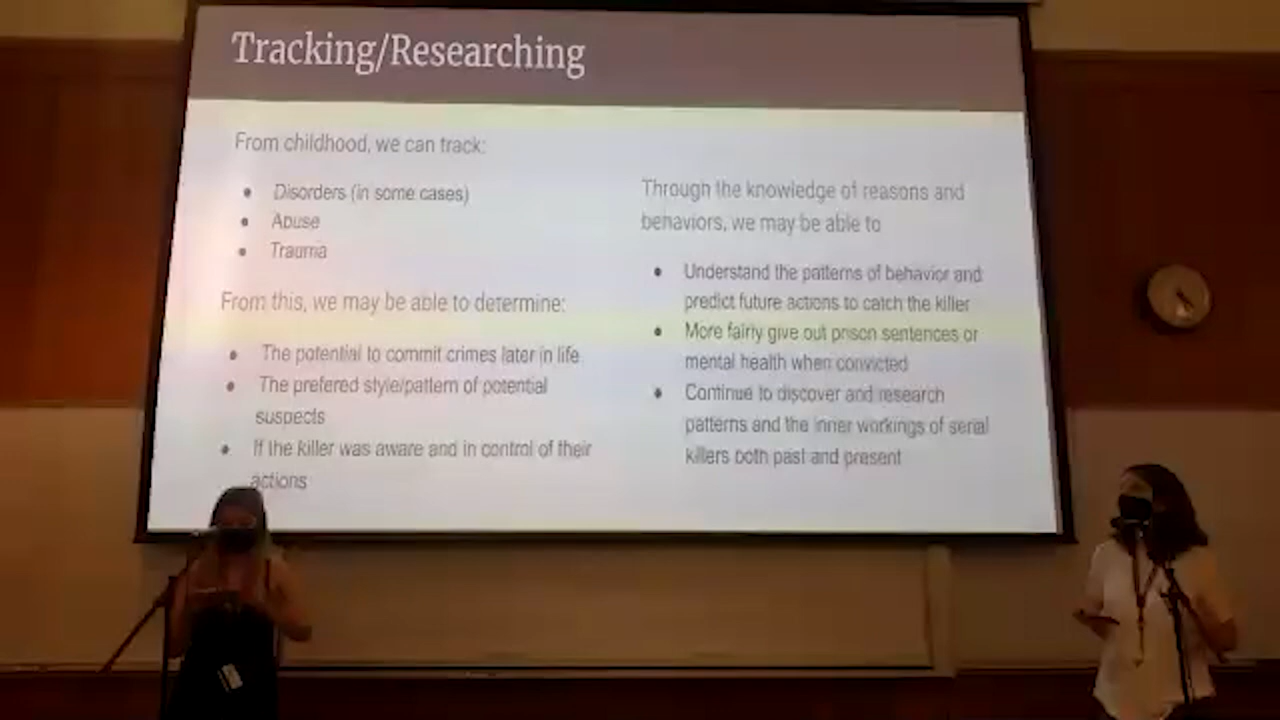 Tracking/Researching
From childhood, we can track:
Disorders (in some cases)
Abuse
Trauma
From this, we may be able to determine:
The potential to commit crimes later in life
The prefered style/pattern of potential
suspects
If the killer was aware and in control of their
actions
Through the knowledge of reasons and
behaviors, we may be able to
Understand the patterns of behavior and
predict future actions to catch the killer
More fairly give out prison sentences or
mental health when convicted
Continue to discover and research
patterns and the inner workings of serial
killers both past and present